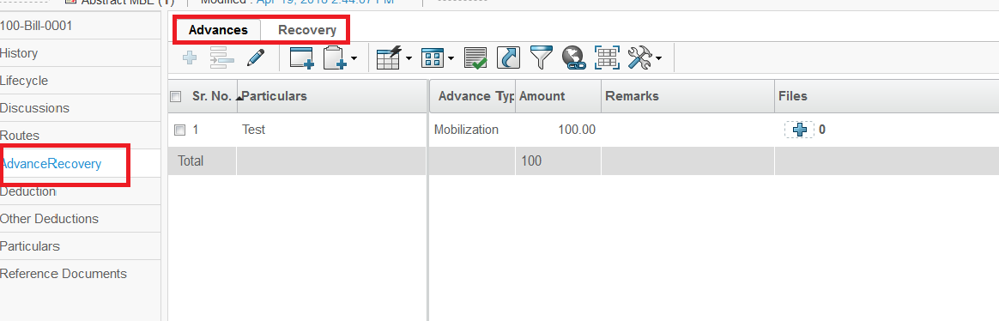 Abstract MBE (1) Modified : Apr 19, 2018 2:44:07 PM
100-Bill-0001
History
Lifecycle
Discussions
Routes
AdvanceRecovery
Deduction
Other Deductions
Particulars
Reference Documents
Advances Recovery
Sr. No. Particulars Advance Typ Amount Remarks Files
1 Test Mobilization 100.00 0
Total 100